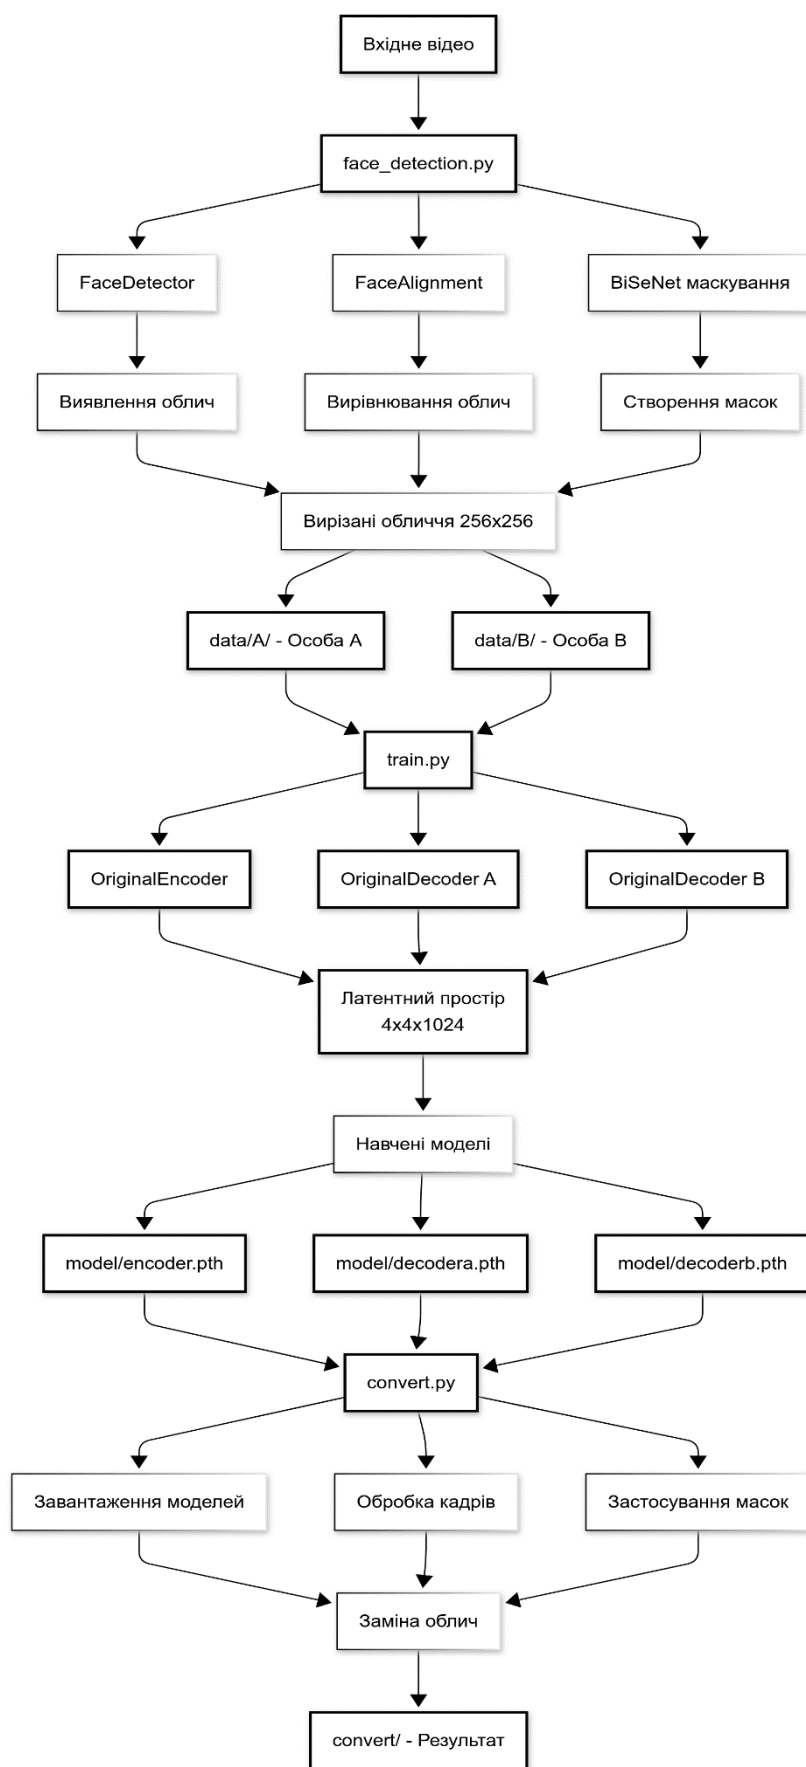 Вхідне відео
face_detection.py
FaceDetector
FaceAlignment
BiSeNet маскування
Виявлення облич
Вирівнювання облич
Створення масок
Вирізані обличчя 256x256
data/A/ - Особа A
data/B/ - Особа B
train.py
OriginalEncoder
OriginalDecoder A
OriginalDecoder B
Латентний простір
4x4x1024
Навчені моделі
model/encoder.pth
model/decodera.pth
model/decoderb.pth
convert.py
Завантаження моделей
Обробка кадрів
Застосування масок
Заміна облич
convert/ - Результат